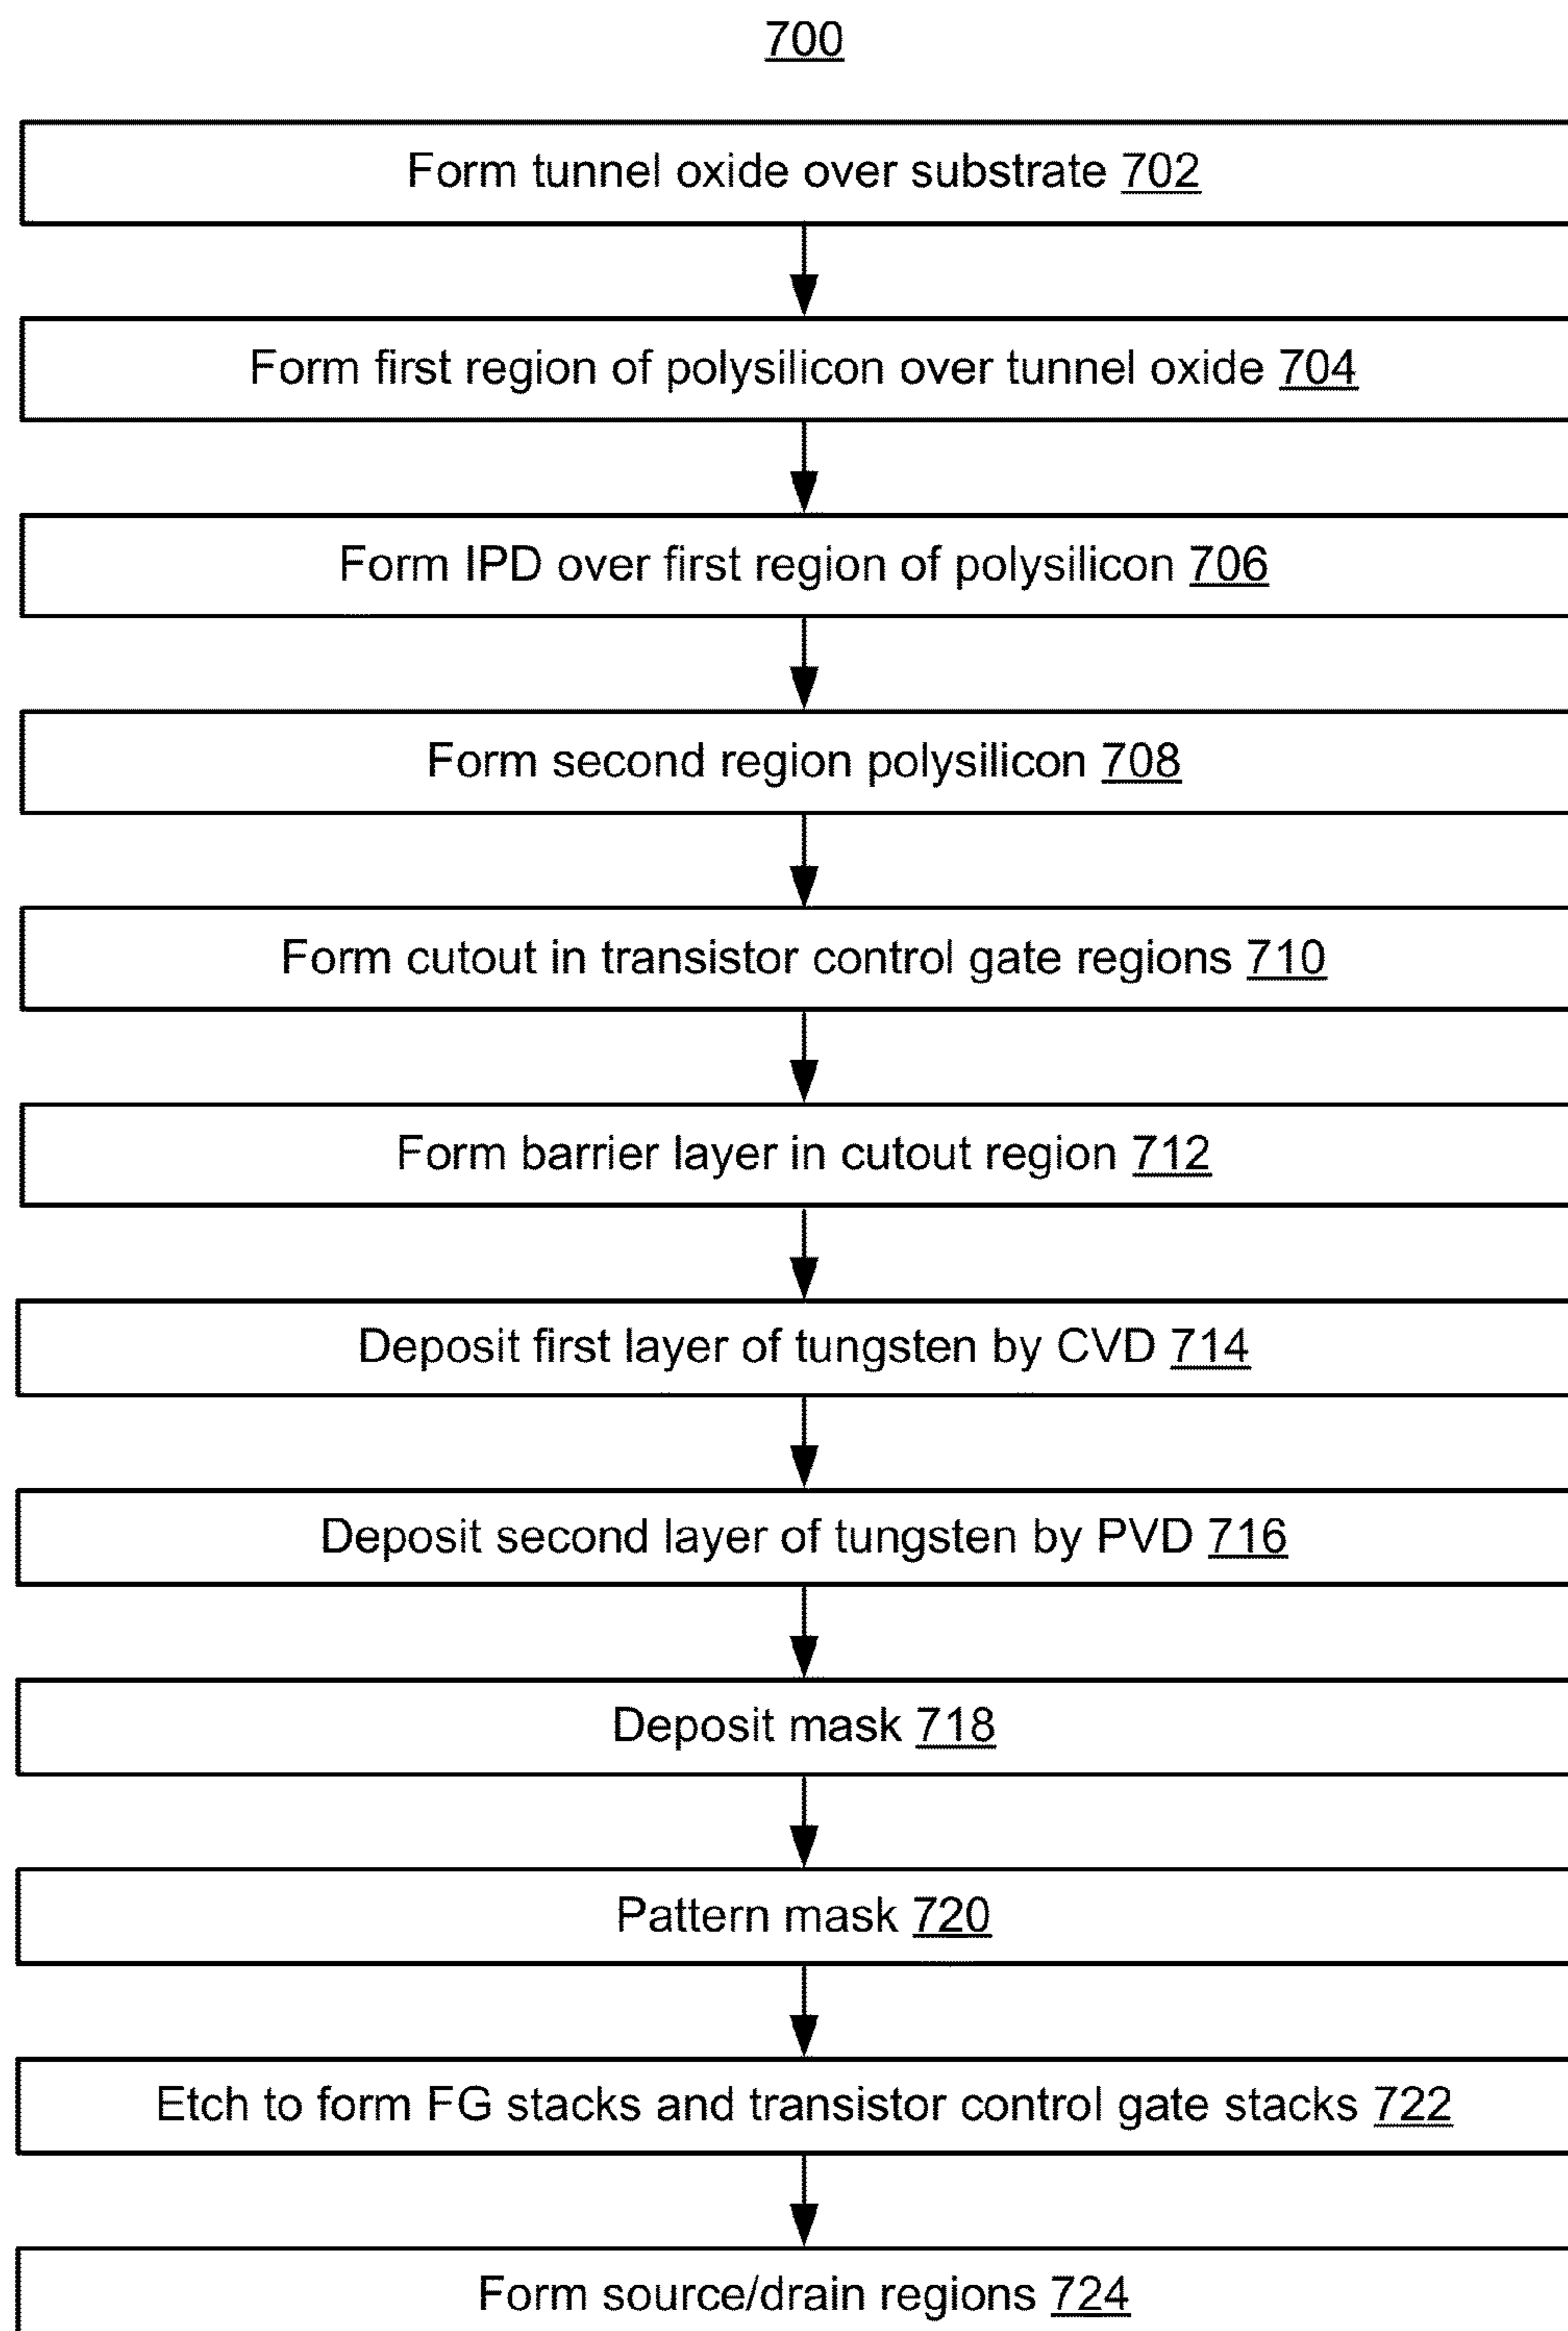 700
Form tunnel oxide over substrate 702
Form first region of polysilicon over tunnel oxide 704
Form IPD over first region of polysilicon 706
Form second region polysilicon 708
Form cutout in transistor control gate regions 710
Form barrier layer in cutout region 712
Deposit first layer of tungsten by CVD 714
Deposit second layer of tungsten by PVD 716
Deposit mask 718
Pattern mask 720
Etch to form FG stacks and transistor control gate stacks 722
Form source/drain regions 724